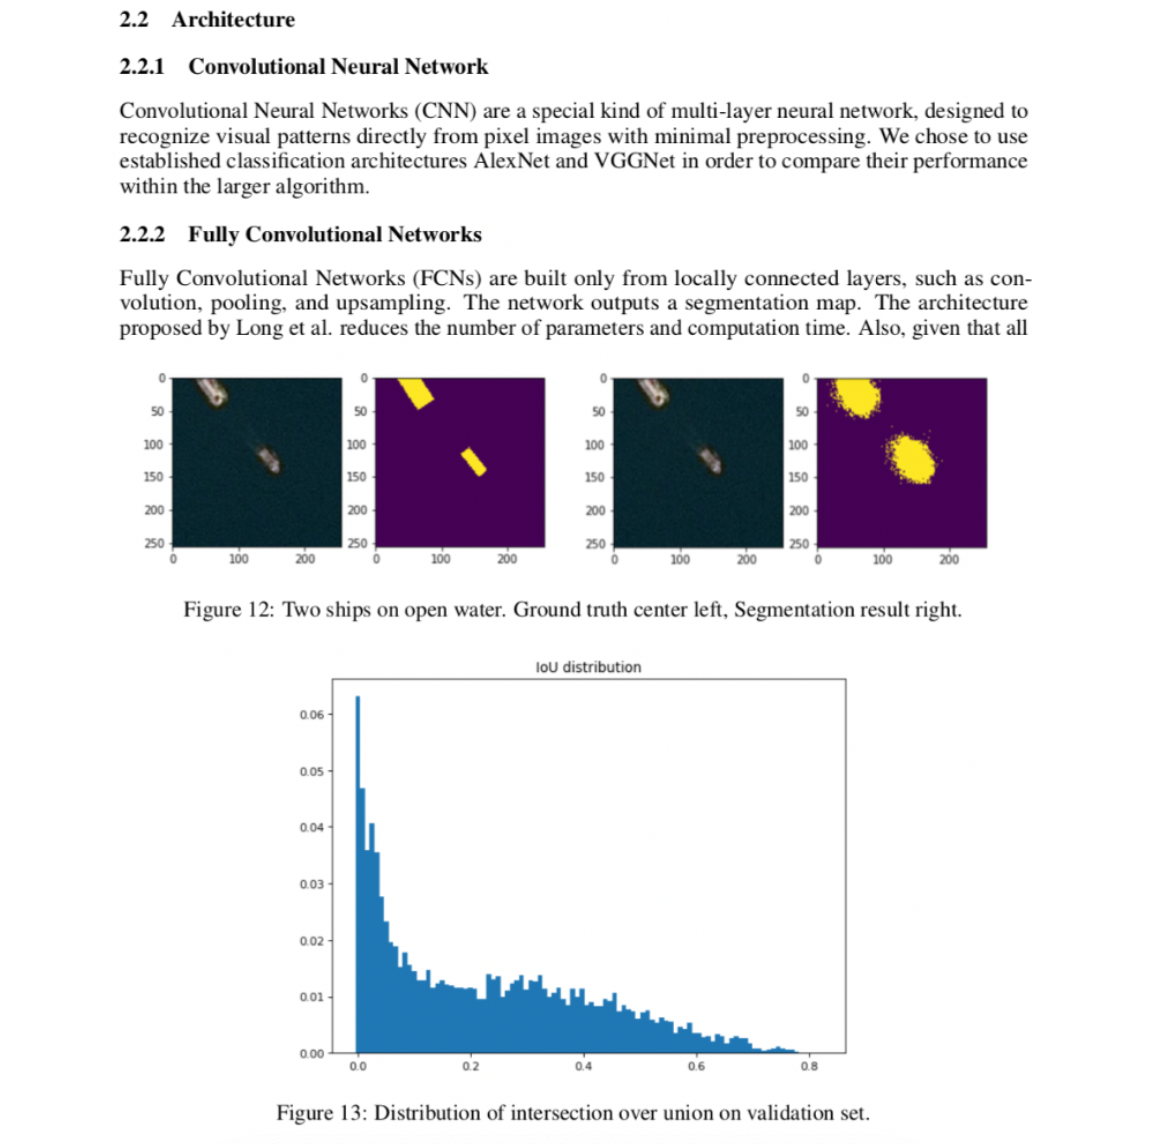 2.2 Architecture
2.2.1 Convolutional Neural Network
Convolutional Neural Networks (CNN) are a special kind of multi-layer neural network, designed to
recognize visual patterns directly from pixel images with minimal preprocessing. We chose to use
established classification architectures AlexNet and VGGNet in order to compare their performance
within the larger algorithm.
2.2.2 Fully Convolutional Networks
Fully Convolutional Networks (FCNs) are built only from locally connected layers, such as con-
volution, pooling, and upsampling. The network outputs a segmentation map. The architecture
proposed by Long et al. reduces the number of parameters and computation time. Also, given that all
0
50
100
150
200
250
0 100 200
0
50
100
150
200
250
0 100 200
0
50
100
150
200
250
0 100 200
0
50
100
150
200
250
0 100 200
Figure 12: Two ships on open water. Ground truth center left, Segmentation result right.
IoU distribution
0.06
0.05
0.04
0.03
0.02
0.01
0.00
0.0 0.2 0.4 0.6 0.8
Figure 13: Distribution of intersection over union on validation set.